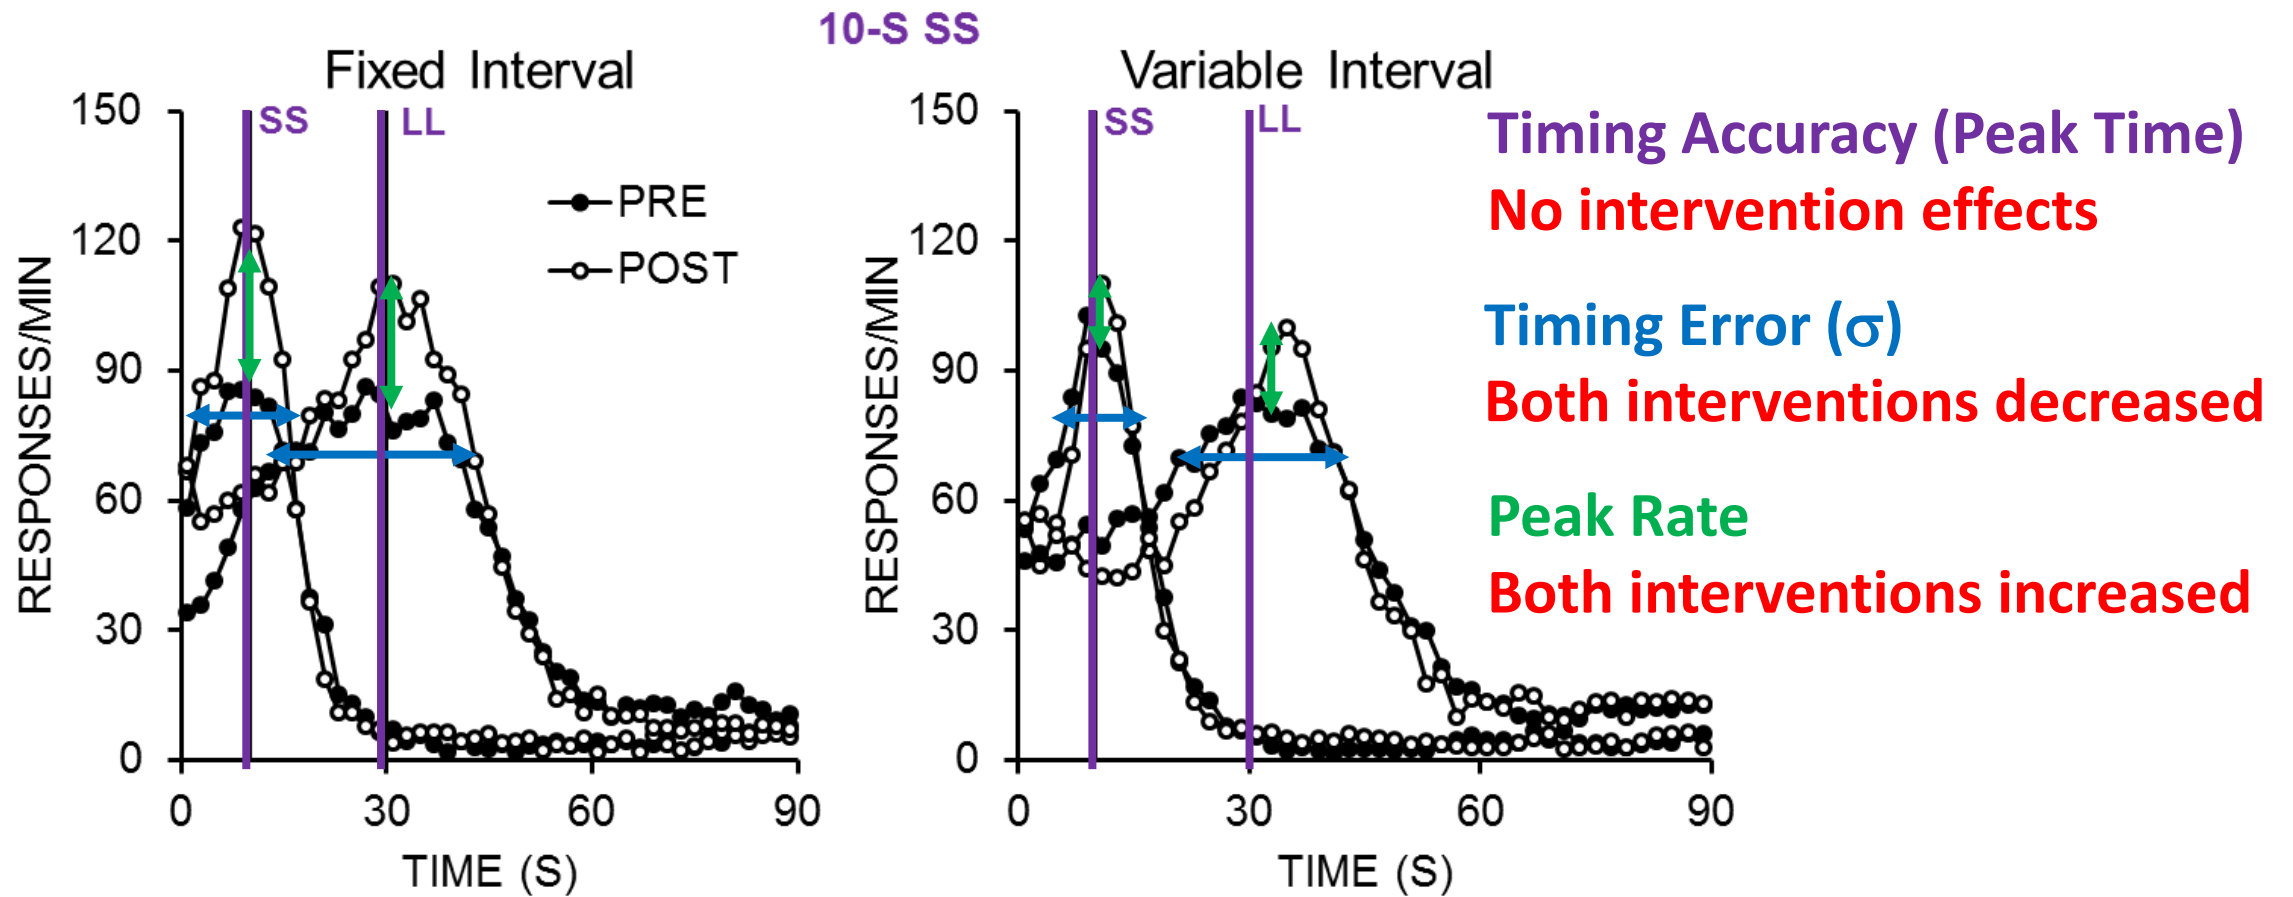 10-S SS
Fixed Interval
Variable Interval
150
120
90
60
30
0
RESPONSES/MIN
SS
LL
PRE
POST
0
30
60
90
TIME (S)
150
120
90
60
30
0
RESPONSES/MIN
SS
LL
0
30
60
90
TIME (S)
Timing Accuracy (Peak Time)
No intervention effects
Timing Error (σ)
Both interventions decreased
Peak Rate
Both interventions increased